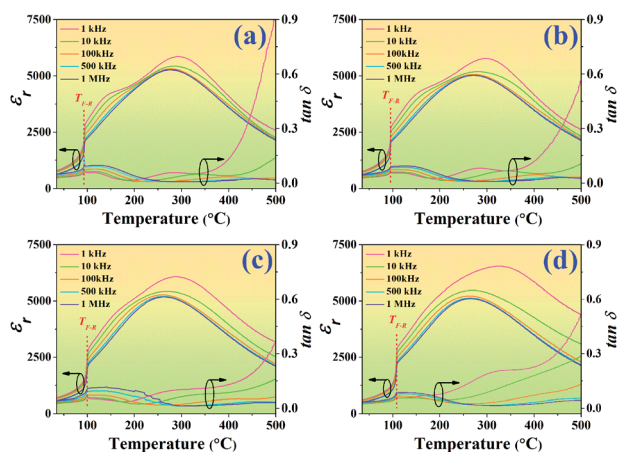 7500
5000
2500
0
εr
1 kHz
10 kHz
100kHz
500 kHz
1 MHz
TF-R
(a)
0.9
0.6
0.3
0.0
tan δ
100 200 300 400 500
Temperature (°C)
7500
5000
2500
0
εr
1 kHz
10 kHz
100kHz
500 kHz
1 MHz
TF-R
(b)
0.9
0.6
0.3
0.0
tan δ
100 200 300 400 500
Temperature (°C)
7500
5000
2500
0
εr
1 kHz
10 kHz
100kHz
500 kHz
1 MHz
TF-R
(c)
0.9
0.6
0.3
0.0
tan δ
100 200 300 400 500
Temperature (°C)
7500
5000
2500
0
εr
1 kHz
10 kHz
100kHz
500 kHz
1 MHz
TF-R
(d)
0.9
0.6
0.3
0.0
tan δ
100 200 300 400 500
Temperature (°C)